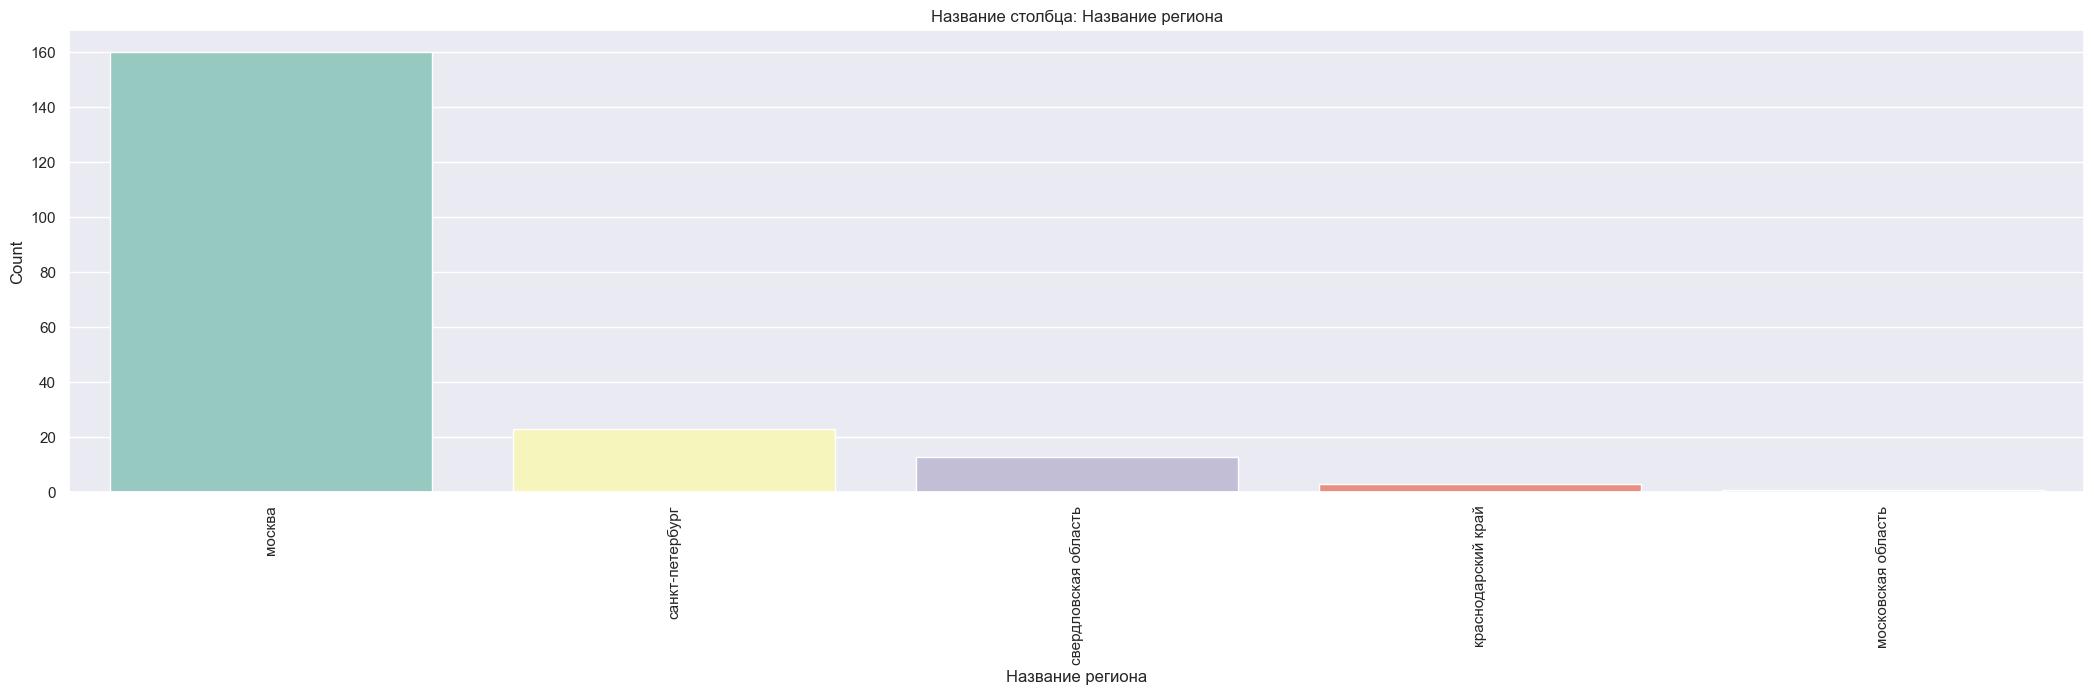 Название столбца: Название региона
160
140
120
100
80
60
40
20
0
Count
москва
санкт-петербург
свердловская область
краснодарский край
московская область
Название региона